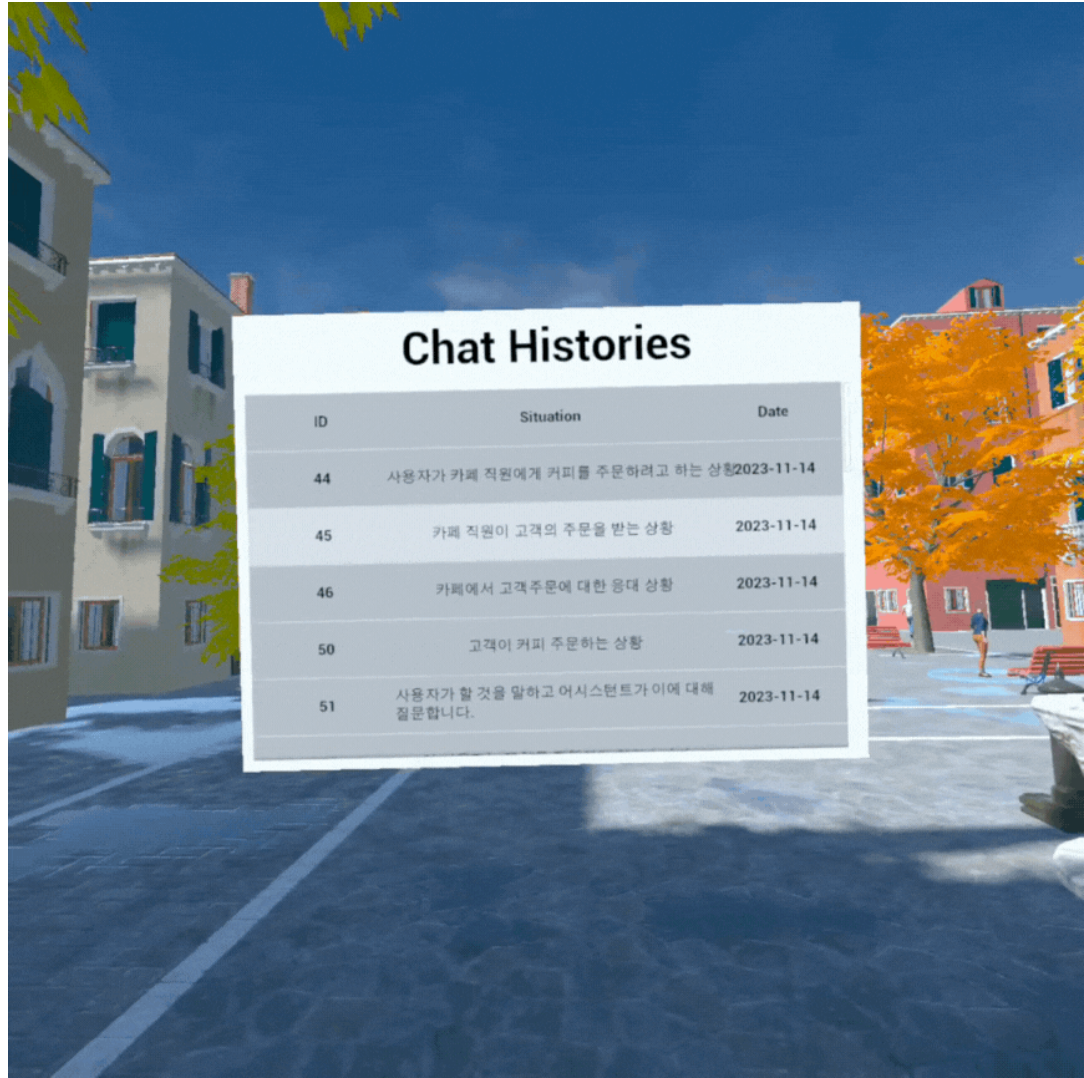 Chat Histories
ID Situation Date
44 사용자가 카페 직원에게 커피를 주문하려고 하는 상황 2023-11-14
45 카페 직원이 고객의 주문을 받는 상황 2023-11-14
46 카페에서 고객주문에 대한 응대 상황 2023-11-14
50 고객이 커피 주문하는 상황 2023-11-14
51 사용자가 할 것을 말하고 어시스턴트가 이에 대해 2023-11-14
질문합니다.